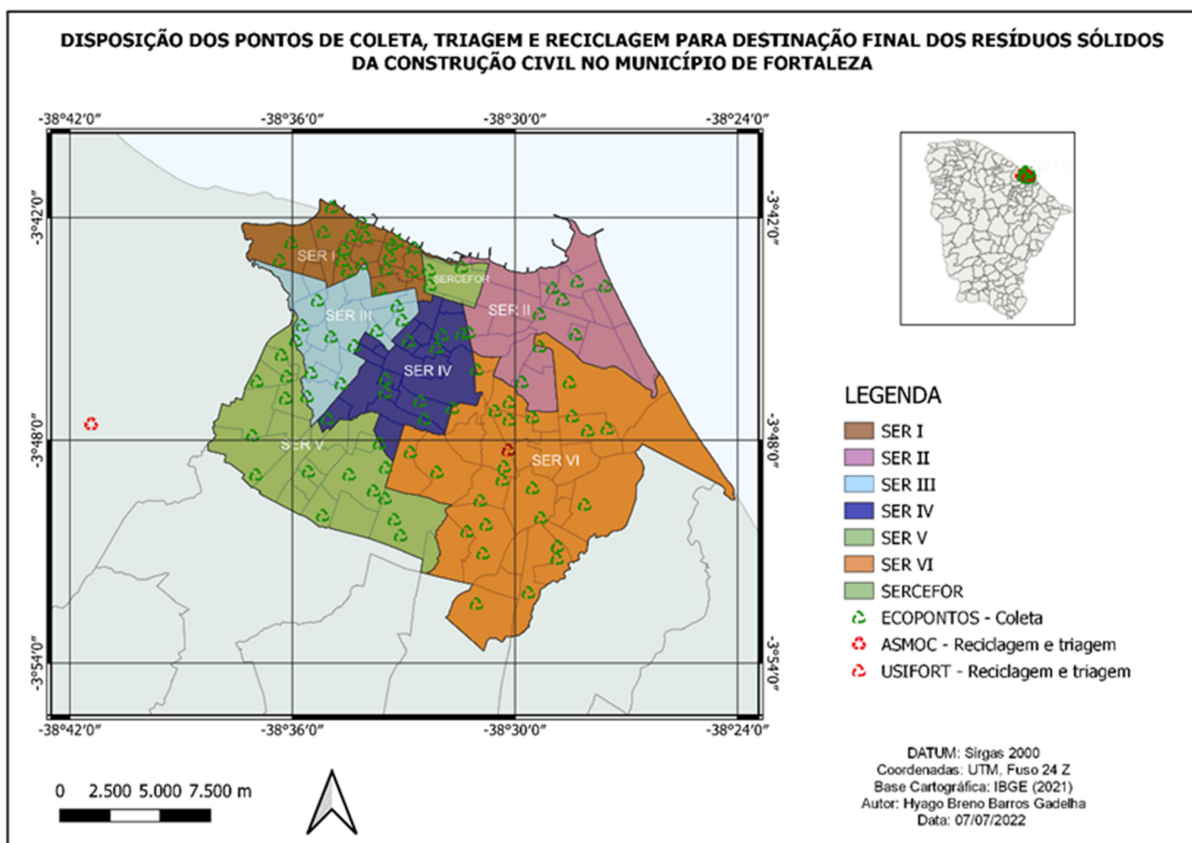 DISPOSIÇÃO DOS PONTOS DE COLETA, TRIAGEM E RECICLAGEM PARA DESTINAÇÃO FINAL DOS RESÍDUOS SÓLIDOS
DA CONSTRUÇÃO CIVIL NO MUNICÍPIO DE FORTALEZA
-38°42'0" -38°36'0" -38°30'0" -38°24'0"
-3°42'0" -3°42'0"
SER I
SERCEFOR
SER III
SER II
SER IV
-3°48'0" -3°48'0"
SER V
SER VI
-3°54'0" -3°54'0"
-38°42'0" -38°36'0" -38°30'0" -38°24'0"
LEGENDA
SER I
SER II
SER III
SER IV
SER V
SER VI
SERCEFOR
ECOPONTOS - Coleta
ASMOC - Reciclagem e triagem
USIFORT - Reciclagem e triagem
0 2.500 5.000 7.500 m
DATUM: Sirgas 2000
Coordenadas: UTM, Fuso 24 Z
Base Cartográfica: IBGE (2021)
Autor: Hyago Breno Barros Gadelha
Data: 07/07/2022